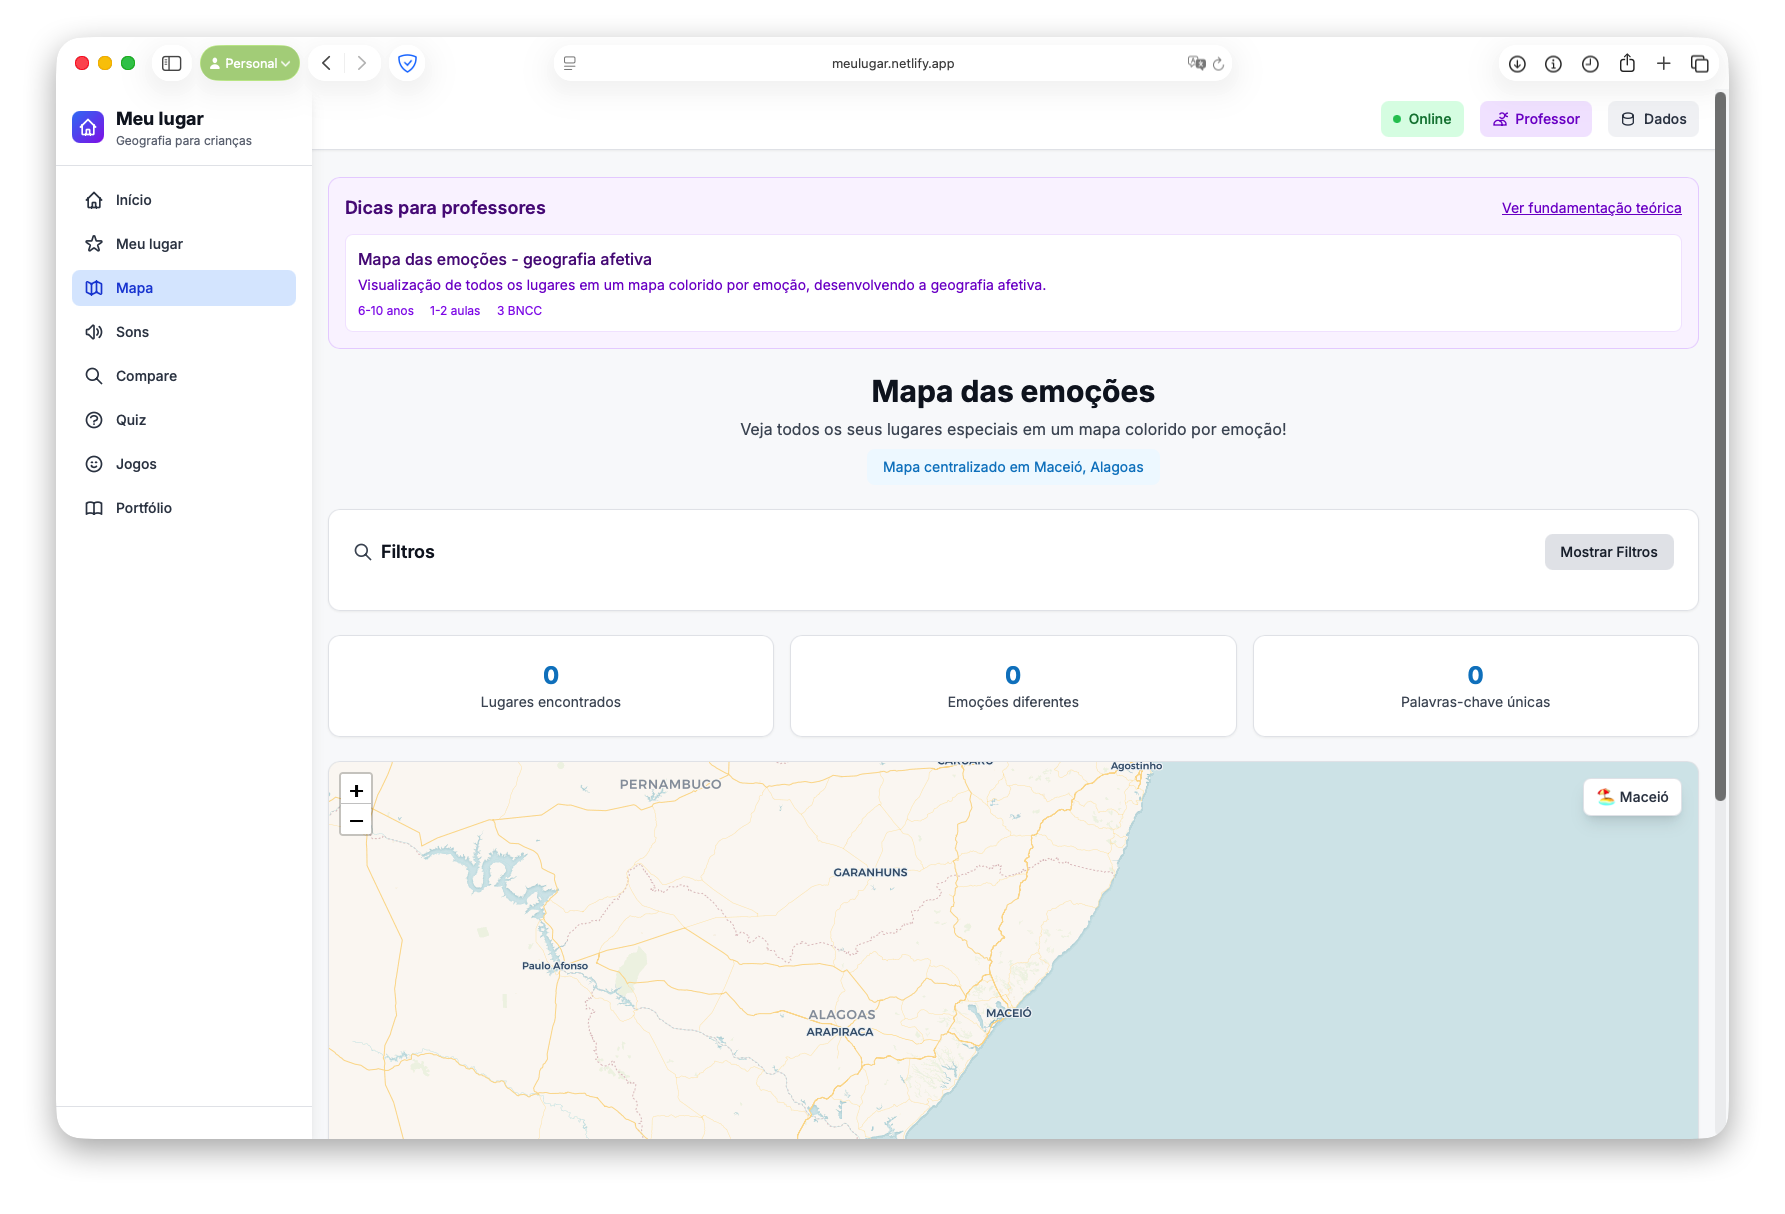 Personal
meulugar.netlify.app
Meu lugar
Geografia para crianças
Online
Professor
Dados
Início
Meu lugar
Mapa
Sons
Compare
Quiz
Jogos
Portfólio
Dicas para professores
Ver fundamentação teórica
Mapa das emoções - geografia afetiva
Visualização de todos os lugares em um mapa colorido por emoção, desenvolvendo a geografia afetiva.
6-10 anos 1-2 aulas 3 BNCC
Mapa das emoções
Veja todos os seus lugares especiais em um mapa colorido por emoção!
Mapa centralizado em Maceió, Alagoas
Filtros
Mostrar Filtros
0
Lugares encontrados
0
Emoções diferentes
0
Palavras-chave únicas
+
−
Maceió
CARUARU
Agostinho
PERNAMBUCO
GARANHUNS
Paulo Afonso
ALAGOAS
MACEIÓ
ARAPIRACA